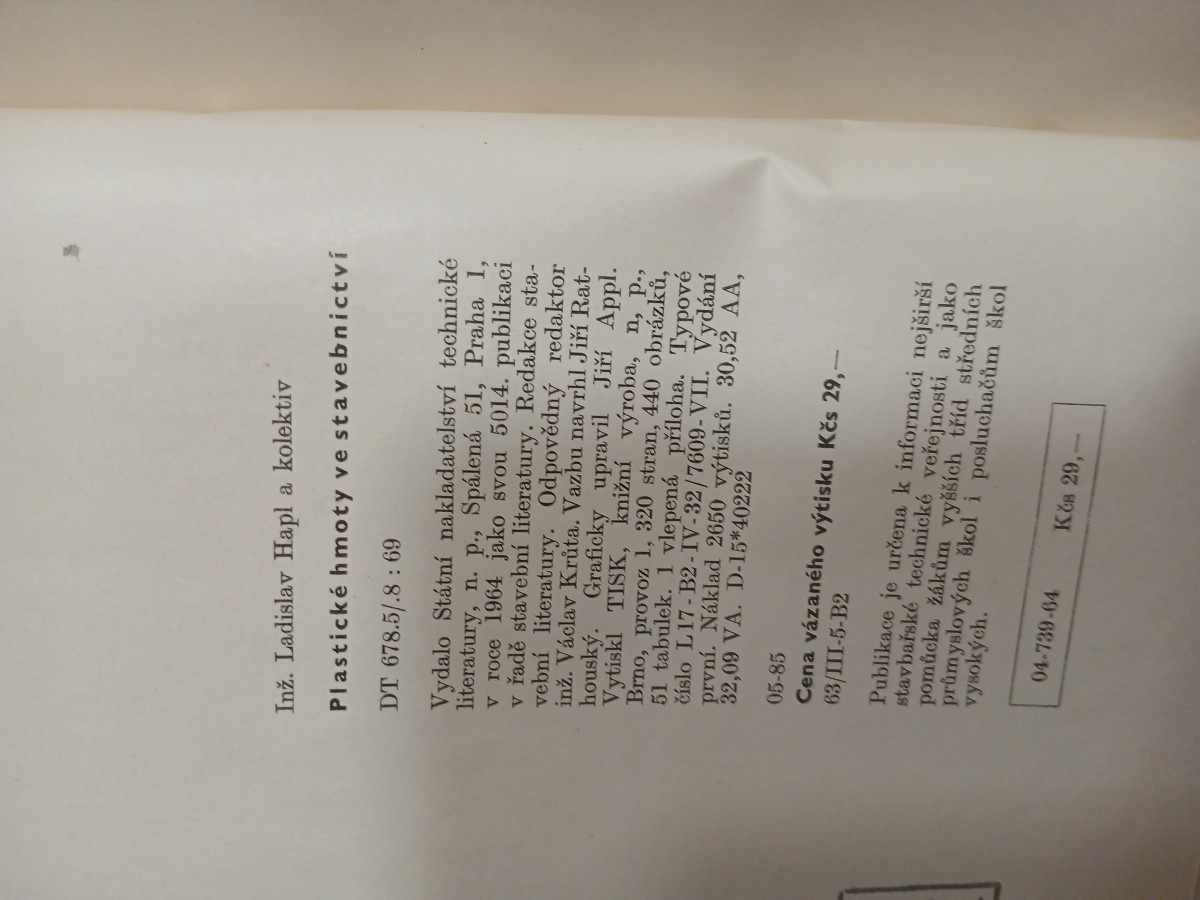 Inž. Ladislav Hapl a kolektiv
Plastické hmoty ve stavebnictví
DT 678.5/.8 : 69
Vydalo Státní nakladatelství technické
literatury, n. p., Spálená 51, Praha 1,
v roce 1964 jako svou 5014. publikaci
v řadě stavební literatury. Redakce sta-
vební literatury. Odpovědný redaktor
inž. Václav Krůta. Vazbu navrhl Jiří Rat-
houský. Graficky upravil Jiří Appl.
Vytiskl TISK, knižní výroba, n, p.,
Brno, provoz 1, 320 stran, 440 obrázků,
51 tabulek. 1 vlepená příloha. Typové
číslo L17-B2-IV-32/7609-VII. Vydání
první. Náklad 2650 výtisků. 30,52 AA,
32,09 VA. D-15*40222
05-85
Cena vázaného výtisku Kčs 29,—
63/III-5-B2
Publikace je určena k informaci nejširší
stavbařské technické veřejnosti a jako
pomůcka žákům vyšších tříd středních
průmyslových škol i posluchačům škol
vysokých.
04-739-64 Kčs 29,—